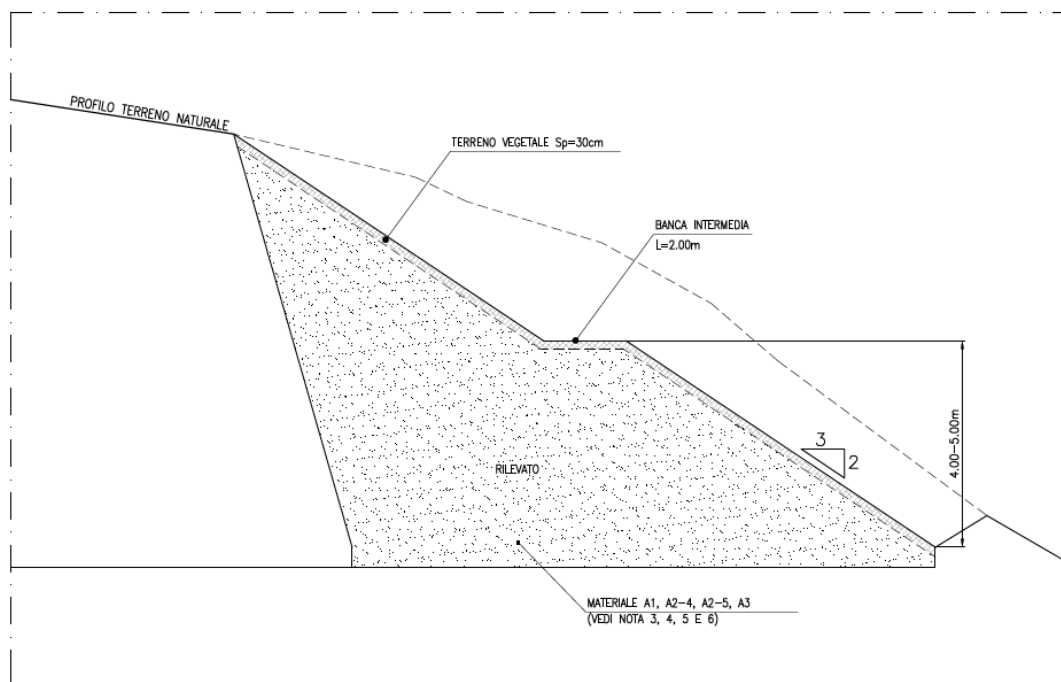 PROFILO TERRENO NATURALE
TERRENO VEGETALE Sp=30cm
BANCA INTERMEDIA
L=2.00m
3
2
4.00-5.00m
RILEVATO
MATERIALE A1, A2-4, A2-5, A3
(VEDI NOTA 3, 4, 5 E 6)